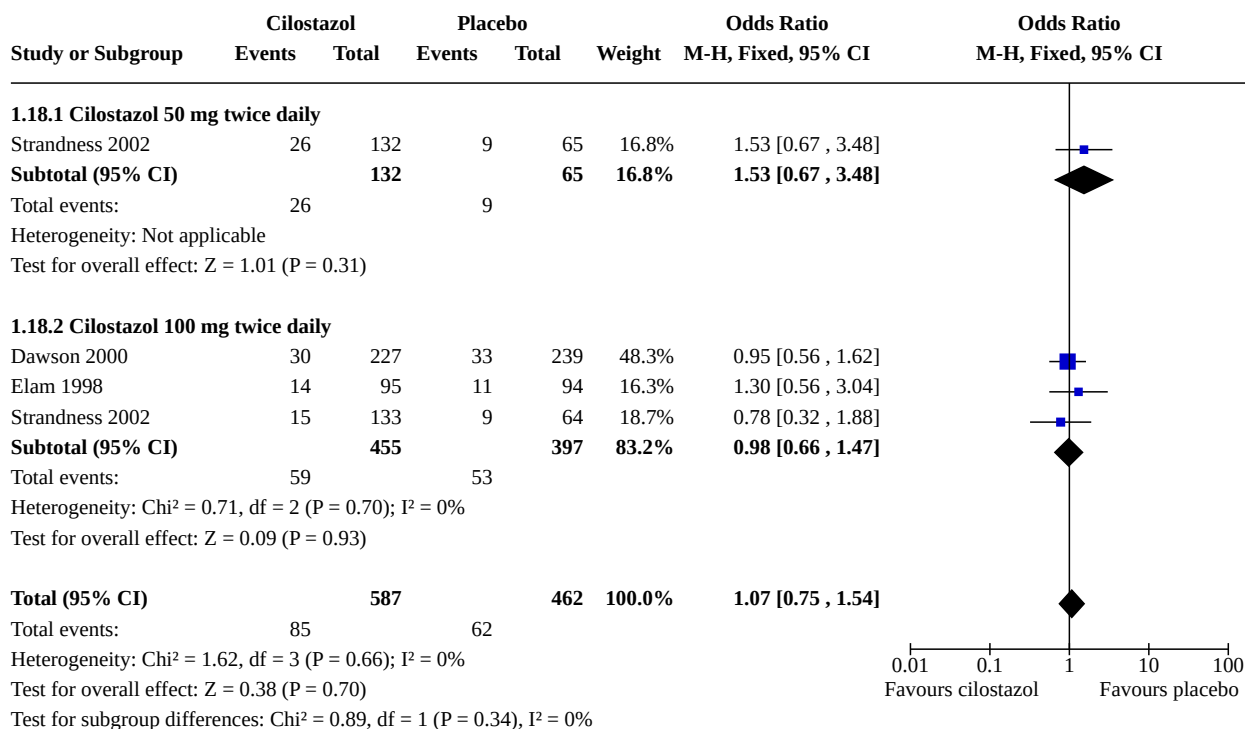 Cilostazol Placebo Odds Ratio Odds Ratio
Study or Subgroup Events Total Events Total Weight M-H, Fixed, 95% CI M-H, Fixed, 95% CI
1.18.1 Cilostazol 50 mg twice daily
Strandness 2002 26 132 9 65 16.8% 1.53 [0.67 , 3.48]
Subtotal (95% CI) 132 65 16.8% 1.53 [0.67 , 3.48]
Total events: 26 9
Heterogeneity: Not applicable
Test for overall effect: Z = 1.01 (P = 0.31)
1.18.2 Cilostazol 100 mg twice daily
Dawson 2000 30 227 33 239 48.3% 0.95 [0.56 , 1.62]
Elam 1998 14 95 11 94 16.3% 1.30 [0.56 , 3.04]
Strandness 2002 15 133 9 64 18.7% 0.78 [0.32 , 1.88]
Subtotal (95% CI) 455 397 83.2% 0.98 [0.66 , 1.47]
Total events: 59 53
Heterogeneity: Chi² = 0.71, df = 2 (P = 0.70); I² = 0%
Test for overall effect: Z = 0.09 (P = 0.93)
Total (95% CI) 587 462 100.0% 1.07 [0.75 , 1.54]
Total events: 85 62
Heterogeneity: Chi² = 1.62, df = 3 (P = 0.66); I² = 0%
0.01 0.1 1 10 100
Test for overall effect: Z = 0.38 (P = 0.70) Favours cilostazol Favours placebo
Test for subgroup differences: Chi² = 0.89, df = 1 (P = 0.34), I² = 0%